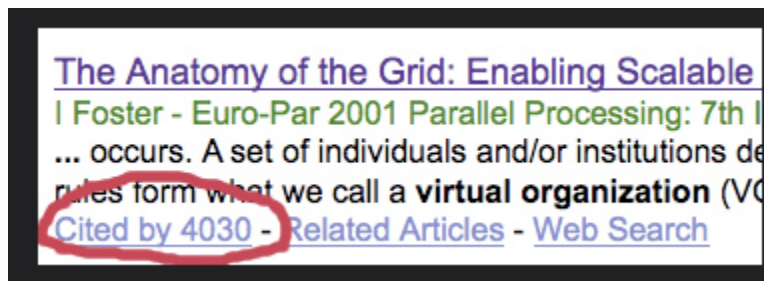 The Anatomy of the Grid: Enabling Scalable
I Foster - Euro-Par 2001 Parallel Processing: 7th I
... occurs. A set of individuals and/or institutions de
rules form what we call a virtual organization (VO
Cited by 4030 - Related Articles - Web Search